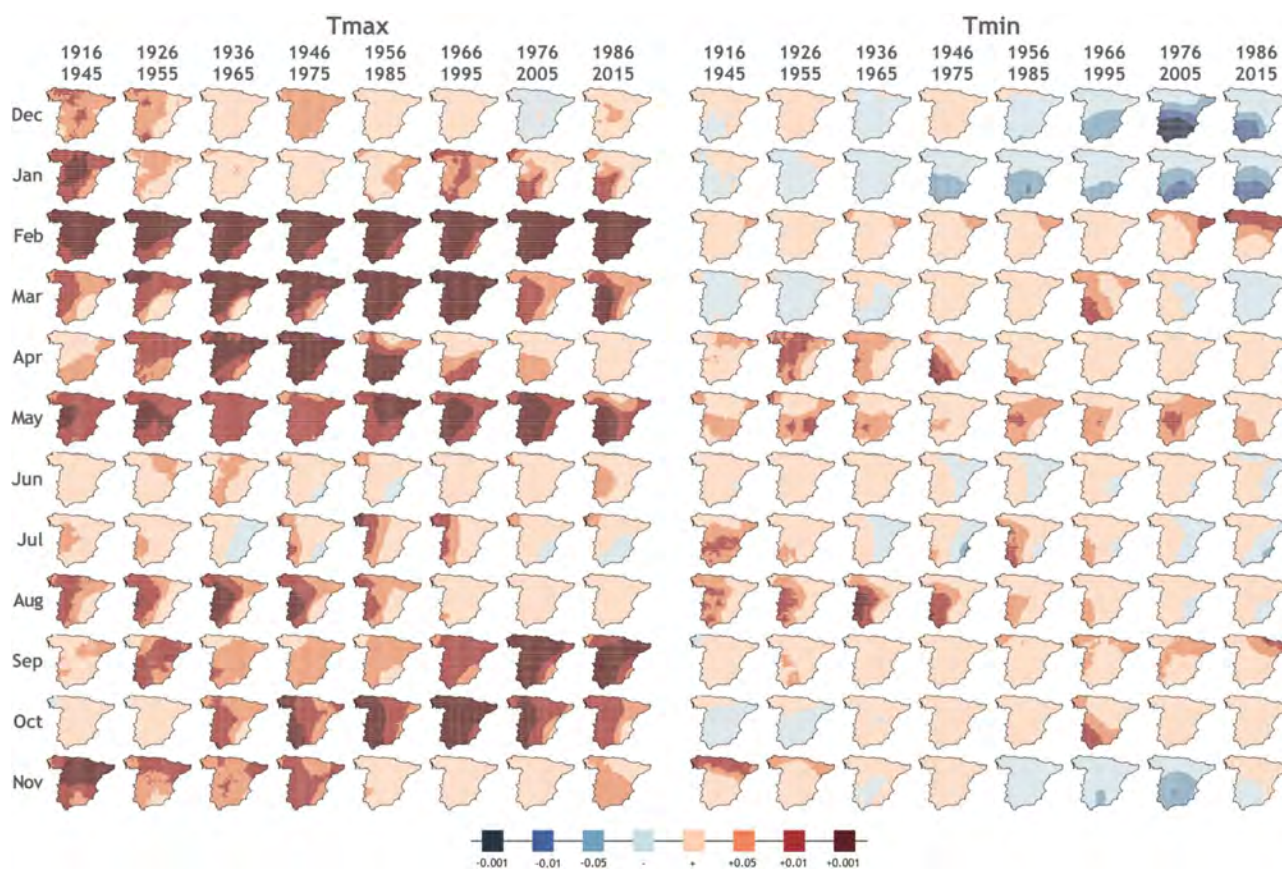 Tmax Tmin
1916 1926 1936 1946 1956 1966 1976 1986 1916 1926 1936 1946 1956 1966 1976 1986
1945 1955 1965 1975 1985 1995 2005 2015 1945 1955 1965 1975 1985 1995 2005 2015
Dec
Jan
Feb
Mar
Apr
May
Jun
Jul
Aug
Sep
Oct
Nov
-0.001 -0.01 -0.05 - + +0.05 +0.01 +0.001